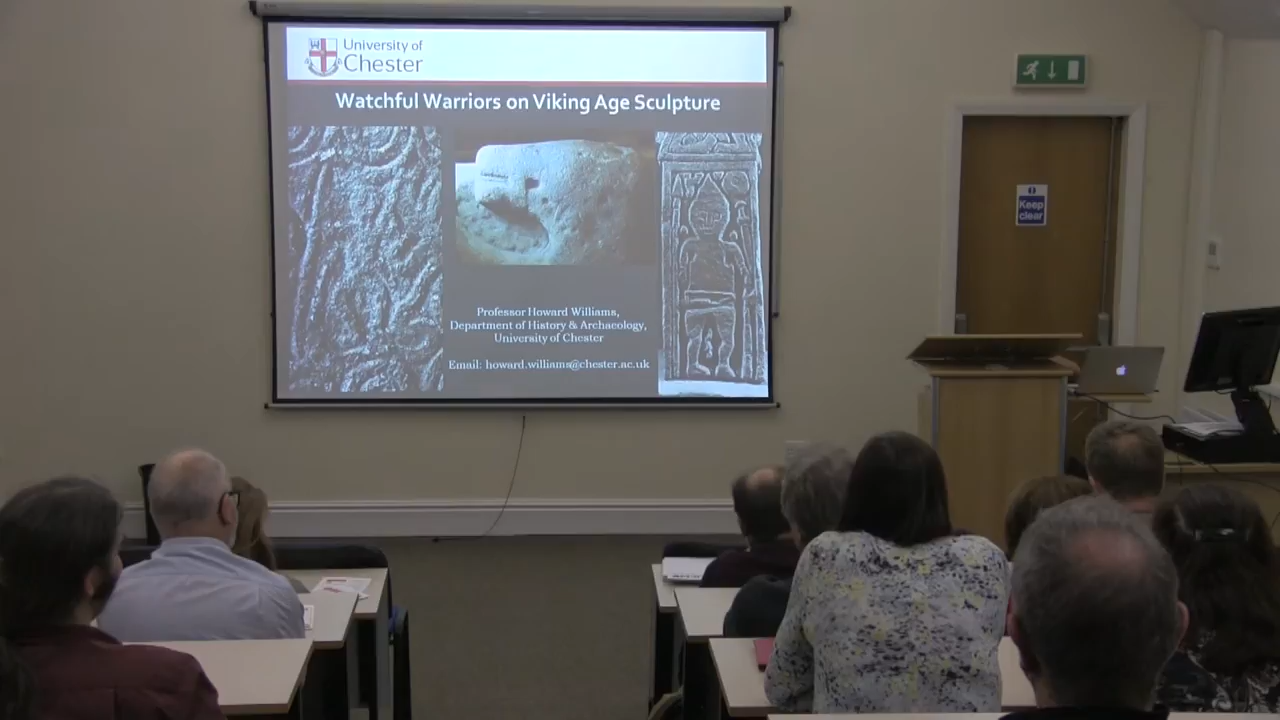 University of
Chester
Watchful Warriors on Viking Age Sculpture
Professor Howard Williams,
Department of History & Archaeology,
University of Chester
Email: howard.williams@chester.ac.uk
Keep
clear